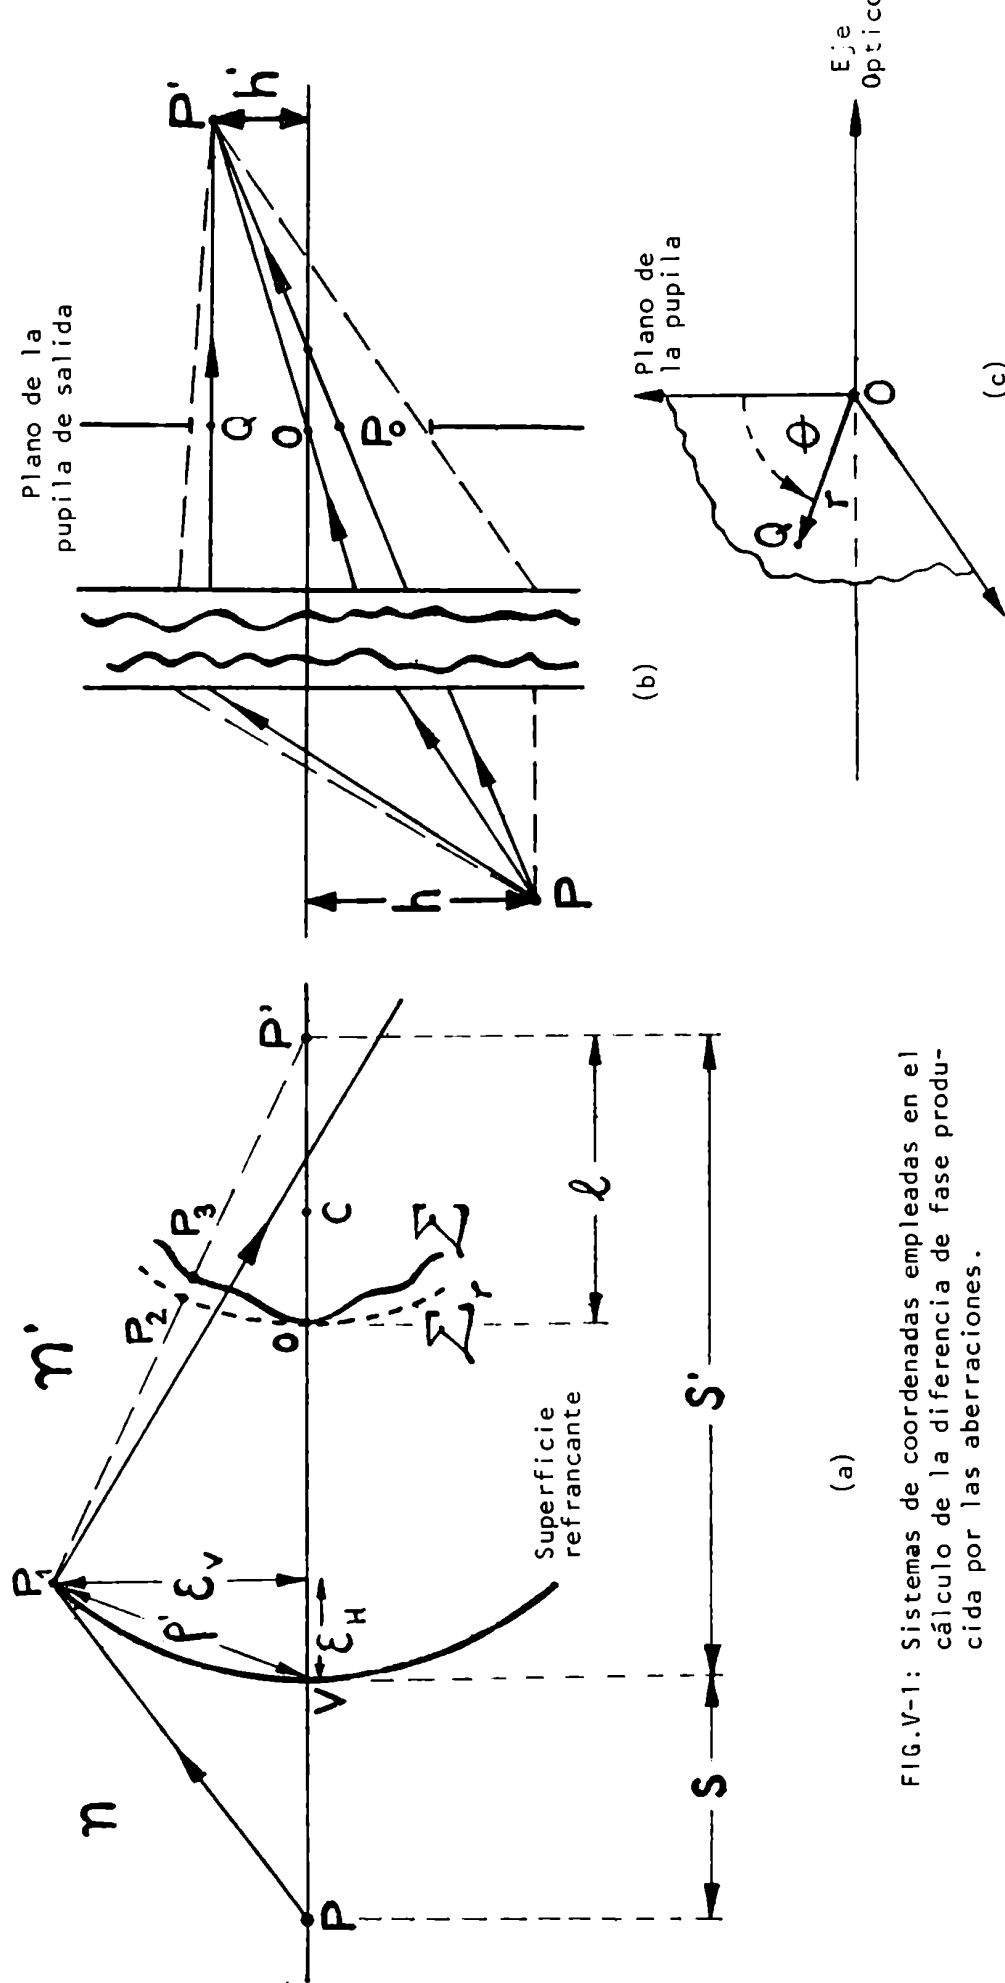 n
n'
P
P₁
P₂
P₃
P'
ρ'
εᵥ
ε_H
V
O
C
Σᵣ
Σ
Superficie
refrancante
l
S
S'
(a)
Plano de la
pupila de salida
P
h
Q
O
P₀
P'
h'
(b)
Plano de
la pupila
Q
θ
r
O
Eje
Optico
(c)
FIG.V-1: Sistemas de coordenadas empleadas en el
cálculo de la diferencia de fase produ-
cida por las aberraciones.